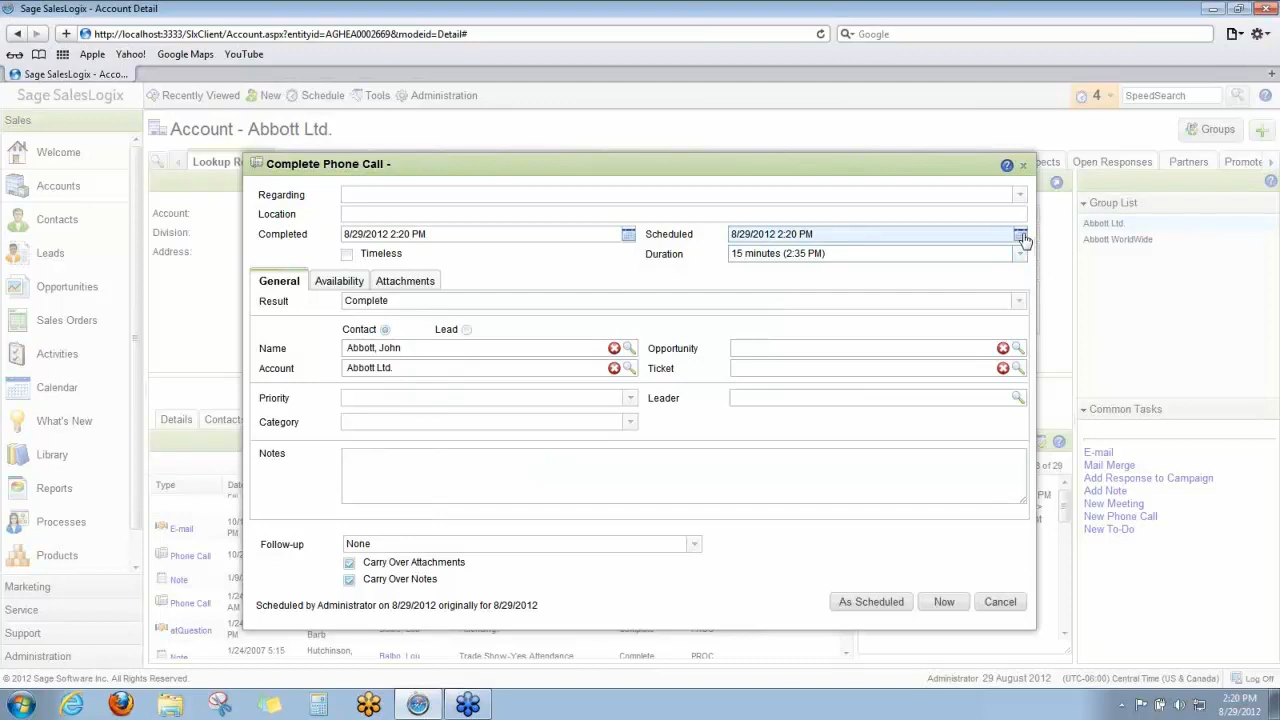 Sage SalesLogix - Account Detail
http://localhost:3333/SlxClient/Account.aspx?entityid=AGHEA0002669&modeid=Detail#
Google
Apple Yahoo! Google Maps YouTube
Sage SalesLogix - Acco...
Sage SalesLogix
Recently Viewed New Schedule Tools Administration
4
SpeedSearch
Sales
Welcome
Accounts
Contacts
Leads
Opportunities
Sales Orders
Activities
Calendar
What's New
Library
Reports
Processes
Products
Marketing
Service
Support
Administration
Account - Abbott Ltd.
Groups
Lookup Re
Open Responses
Partners
Promote
Account:
Division:
Address:
Details
Contacts
Type
E-mail
Phone Call
Note
Phone Call
atQuestion
Note
1/24/2007 5:15
Hutchinson,
Barb
Balbo, Lou
Trade Show-Yes Attendance
Complete
PROC
Complete Phone Call -
Regarding
Location
Completed 8/29/2012 2:20 PM
Scheduled 8/29/2012 2:20 PM
Timeless
Duration 15 minutes (2:35 PM)
General Availability Attachments
Result Complete
Contact Lead
Name Abbott, John
Opportunity
Account Abbott Ltd.
Ticket
Priority
Leader
Category
Notes
Follow-up None
Carry Over Attachments
Carry Over Notes
Scheduled by Administrator on 8/29/2012 originally for 8/29/2012
As Scheduled Now Cancel
Group List
Abbott Ltd.
Abbott WorldWide
Common Tasks
E-mail
Mail Merge
Add Response to Campaign
Add Note
New Meeting
New Phone Call
New To-Do
© 2012 Sage Software Inc. All rights reserved.
Administrator 29 August 2012 (UTC-06:00) Central Time (US & Canada) Log Off
2:20 PM
8/29/2012